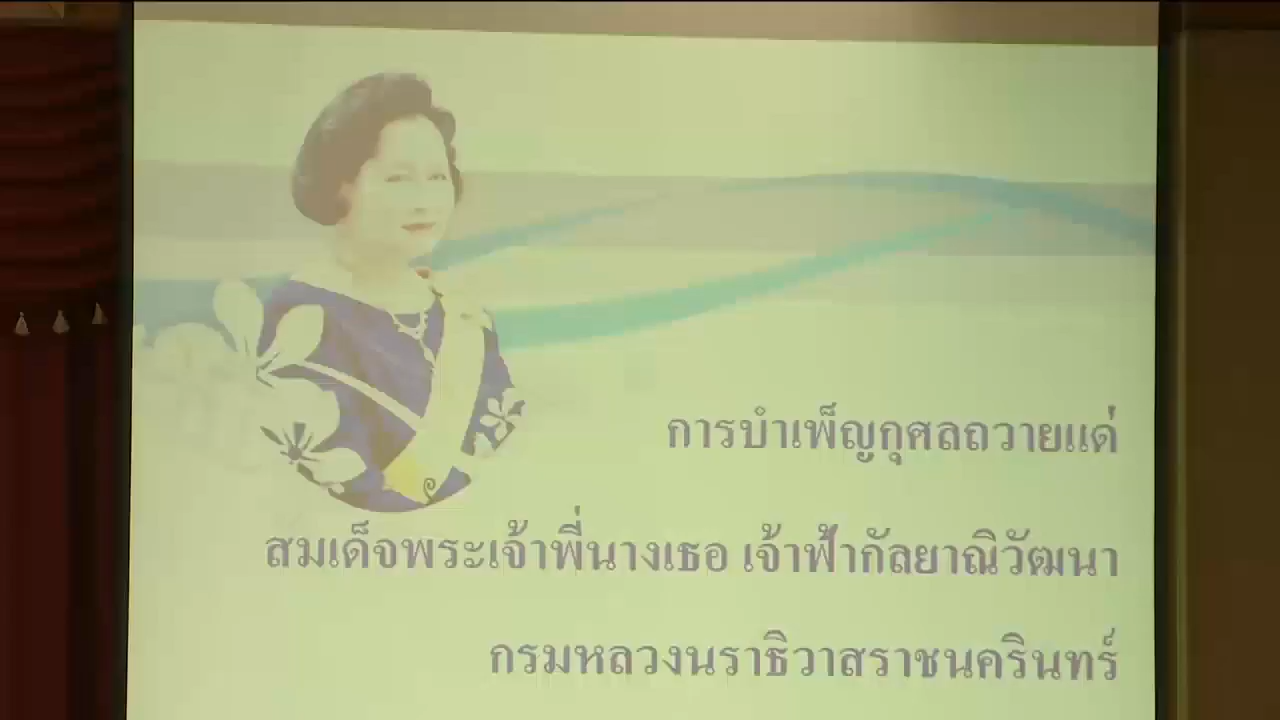 การบำเพ็ญกุศลถวายแด่
สมเด็จพระเจ้าพี่นางเธอ เจ้าฟ้ากัลยาณิวัฒนา
กรมหลวงนราธิวาสราชนครินทร์